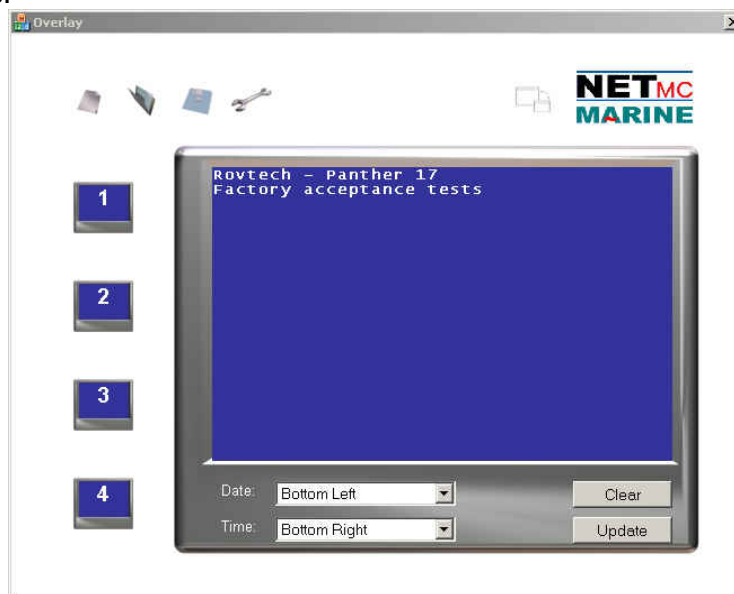 Overlay
NETMC
MARINE
1
Rovtech - Panther 17
Factory acceptance tests
2
3
4
Date: Bottom Left
Clear
Time: Bottom Right
Update